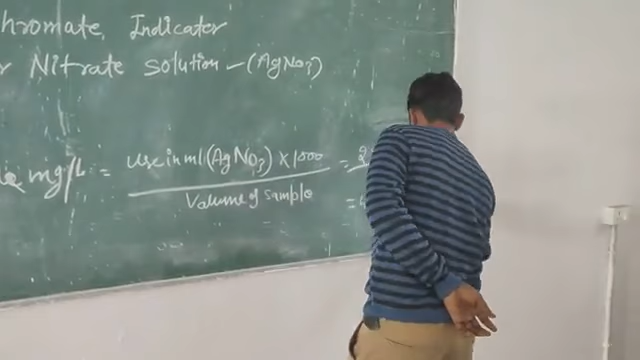 hromate, Indicator
r Nitrate Solution - (AgNO3)
mg/L = use in ml (AgNO3) × 1000 =
Volume of Sample
=